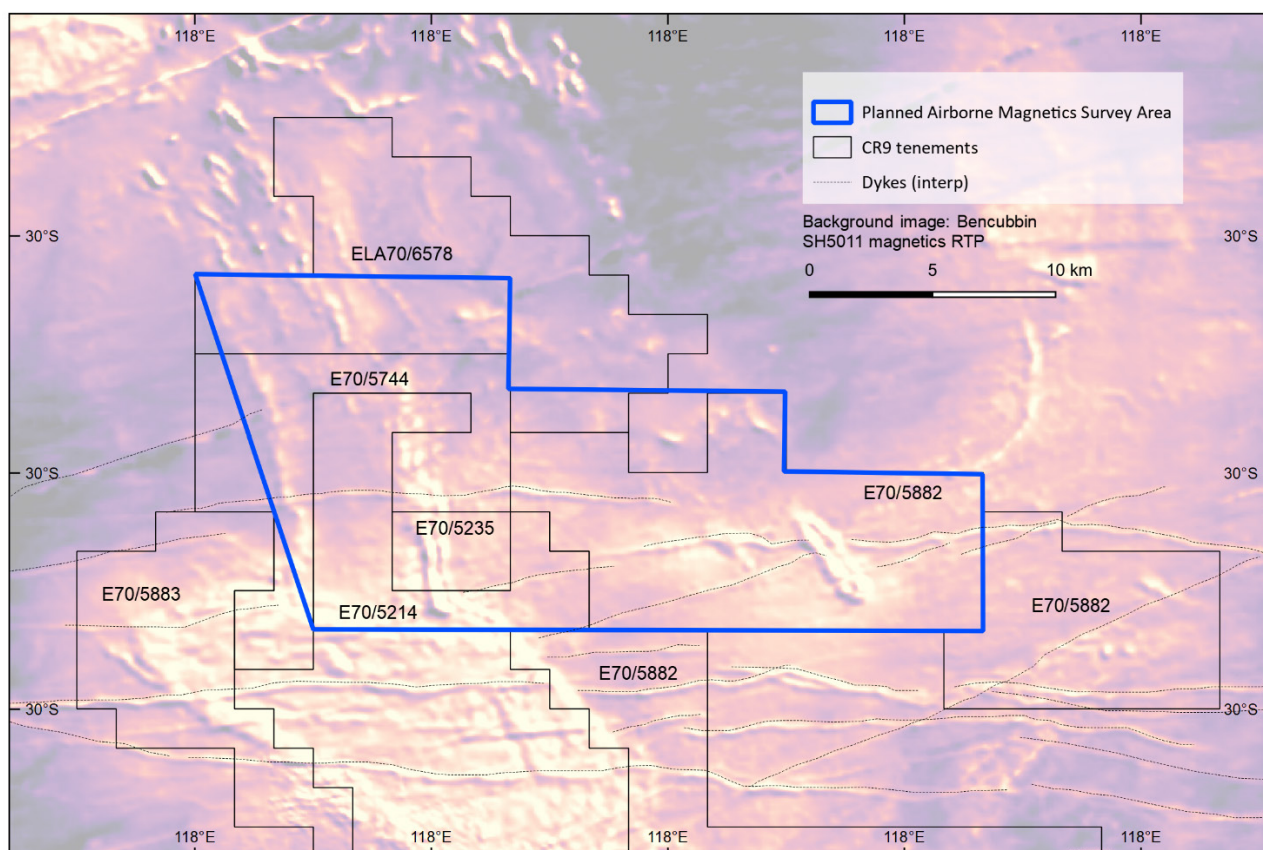 118°E 118°E 118°E 118°E 118°E
Planned Airborne Magnetics Survey Area
CR9 tenements
Dykes (interp)
Background image: Bencubbin
SH5011 magnetics RTP
0 5 10 km
30°S 30°S
ELA70/6578
E70/5744
30°S 30°S
E70/5882
E70/5235
E70/5883
E70/5214
E70/5882
E70/5882
30°S 30°S
118°E 118°E 118°E 118°E 118°E